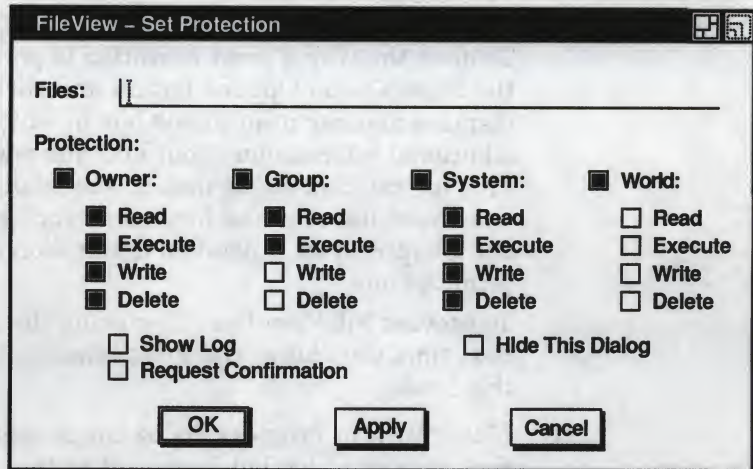 FileView – Set Protection
Files:
Protection:
Owner: Group: System: World:
Read Read Read Read
Execute Execute Execute Execute
Write Write Write Write
Delete Delete Delete Delete
Show Log HIde This Dialog
Request Confirmation
OK Apply Cancel